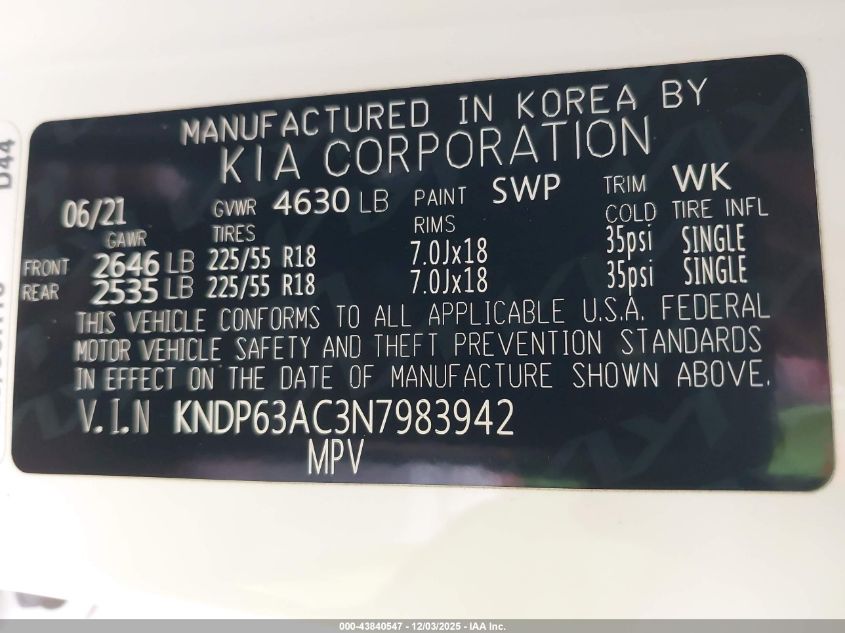 MANUFACTURED IN KOREA BY
KIA CORPORATION
06/21 GVWR 4630 LB PAINT SWP TRIM WK
GAWR TIRES RIMS COLD TIRE INFL
FRONT 2646 LB 225/55 R18 7.0Jx18 35psi SINGLE
REAR 2535 LB 225/55 R18 7.0Jx18 35psi SINGLE
THIS VEHICLE CONFORMS TO ALL APPLICABLE U.S.A. FEDERAL
MOTOR VEHICLE SAFETY AND THEFT PREVENTION STANDARDS
IN EFFECT ON THE DATE OF MANUFACTURE SHOWN ABOVE.
V.I.N KNDP63AC3N7983942
MPV
D44
000-43840547 - 12/03/2025 - IAA Inc.